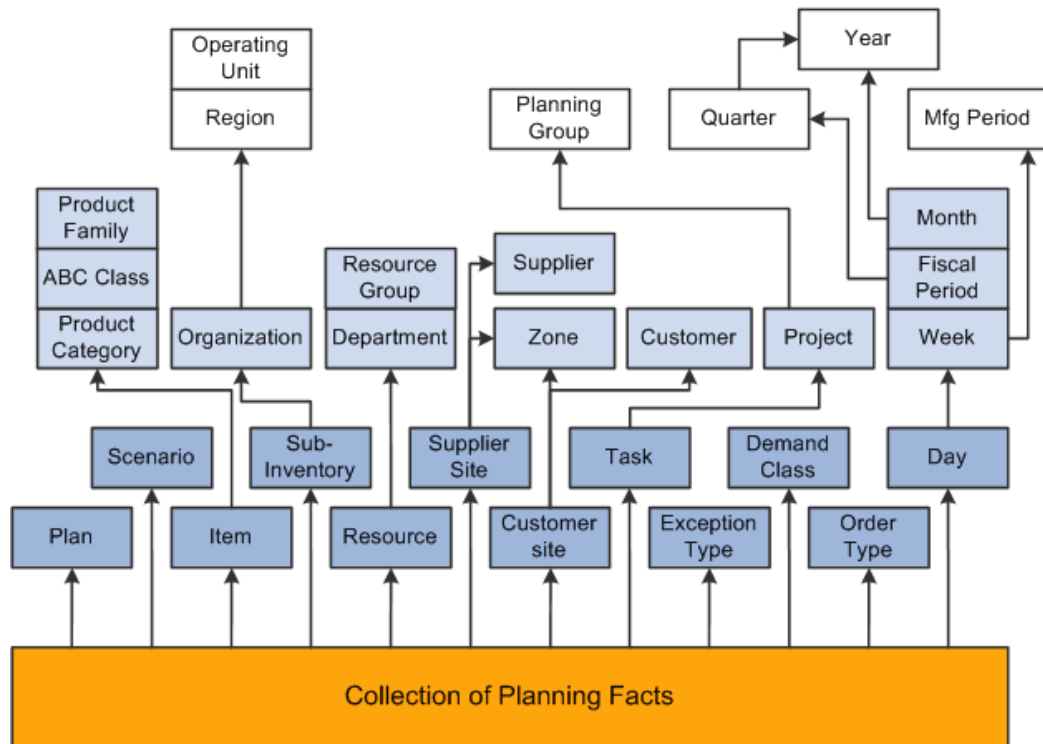 Operating
Unit
Region
Year
Planning
Group
Quarter
Mfg Period
Product
Family
ABC Class
Product
Category
Organization
Resource
Group
Department
Supplier
Zone
Customer
Project
Month
Fiscal
Period
Week
Scenario
Sub-
Inventory
Supplier
Site
Task
Demand
Class
Day
Plan
Item
Resource
Customer
site
Exception
Type
Order
Type
Collection of Planning Facts